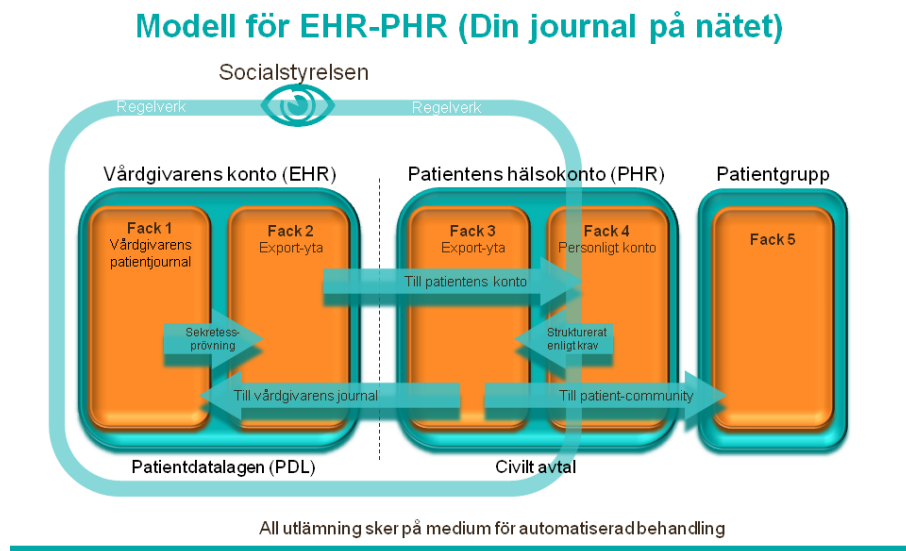 Modell för EHR-PHR (Din journal på nätet)
Socialstyrelsen
Regelverk
Regelverk
Vårdgivarens konto (EHR)
Patientens hälsokonto (PHR)
Patientgrupp
Fack 1
Vårdgivarens
patientjournal
Fack 2
Export-yta
Fack 3
Export-yta
Fack 4
Personligt konto
Fack 5
Till patientens konto
Sekretess-
prövning
Strukturerat
enligt krav
Till vårdgivarens journal
Till patient-community
Patientdatalagen (PDL)
Civilt avtal
All utlämning sker på medium för automatiserad behandling